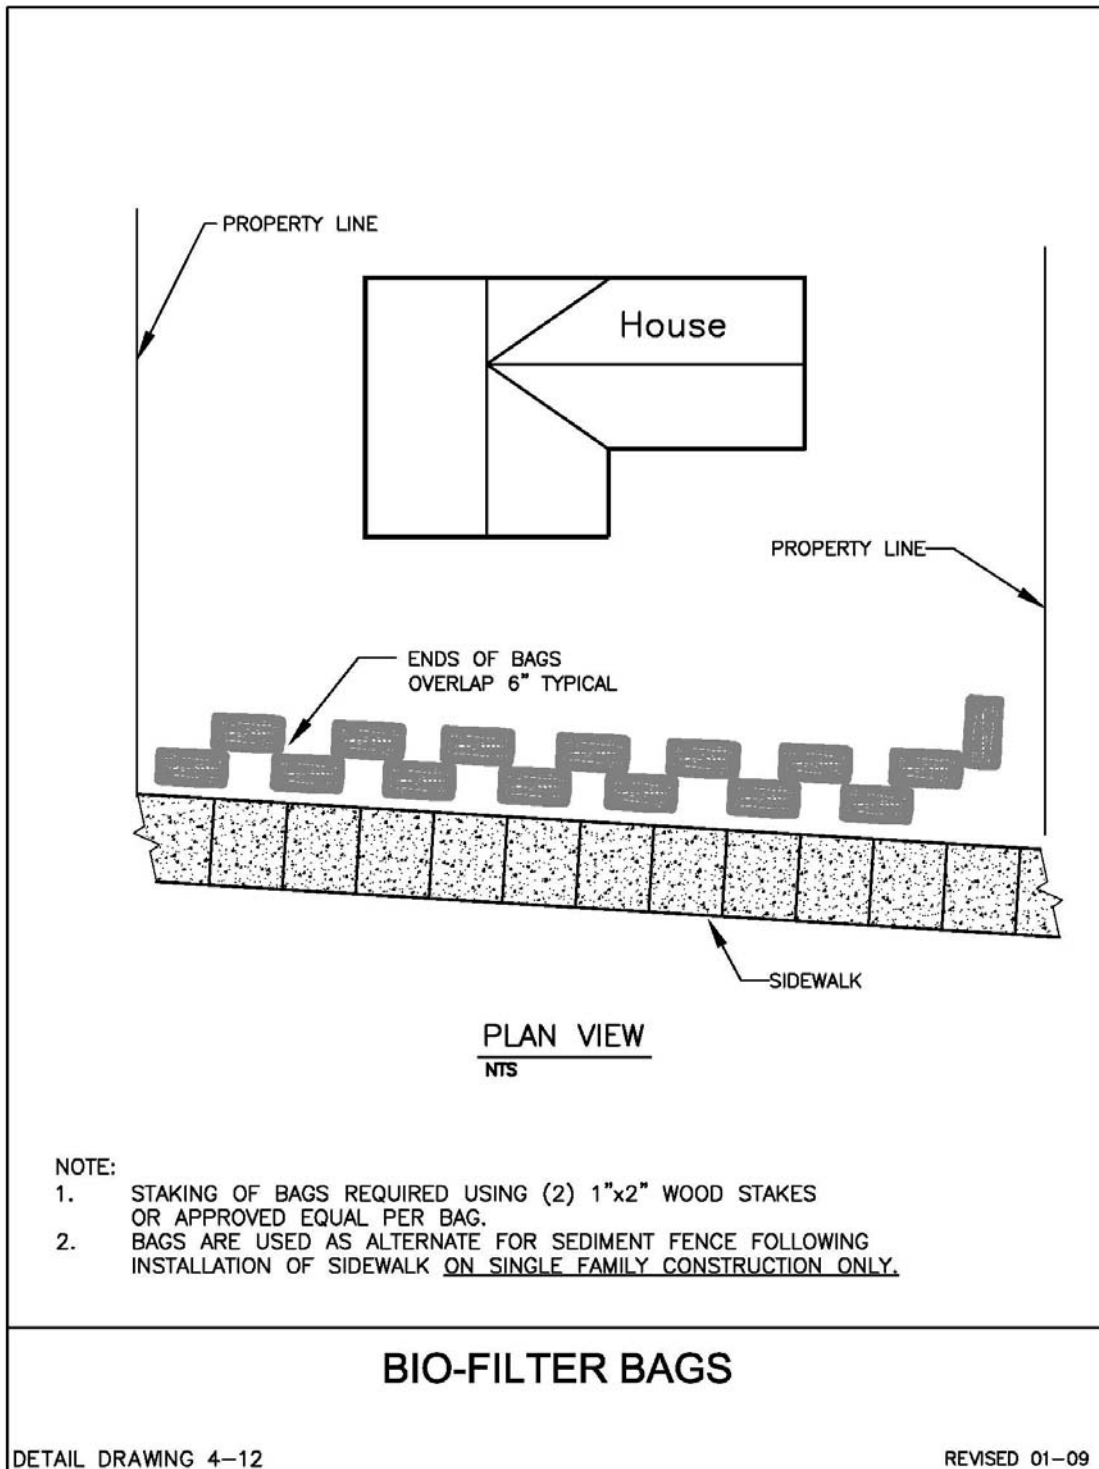 PROPERTY LINE
House
PROPERTY LINE
ENDS OF BAGS
OVERLAP 6" TYPICAL
SIDEWALK
PLAN VIEW
NTS
NOTE:
1. STAKING OF BAGS REQUIRED USING (2) 1"x2" WOOD STAKES
OR APPROVED EQUAL PER BAG.
2. BAGS ARE USED AS ALTERNATE FOR SEDIMENT FENCE FOLLOWING
INSTALLATION OF SIDEWALK ON SINGLE FAMILY CONSTRUCTION ONLY.
BIO-FILTER BAGS
DETAIL DRAWING 4-12
REVISED 01-09